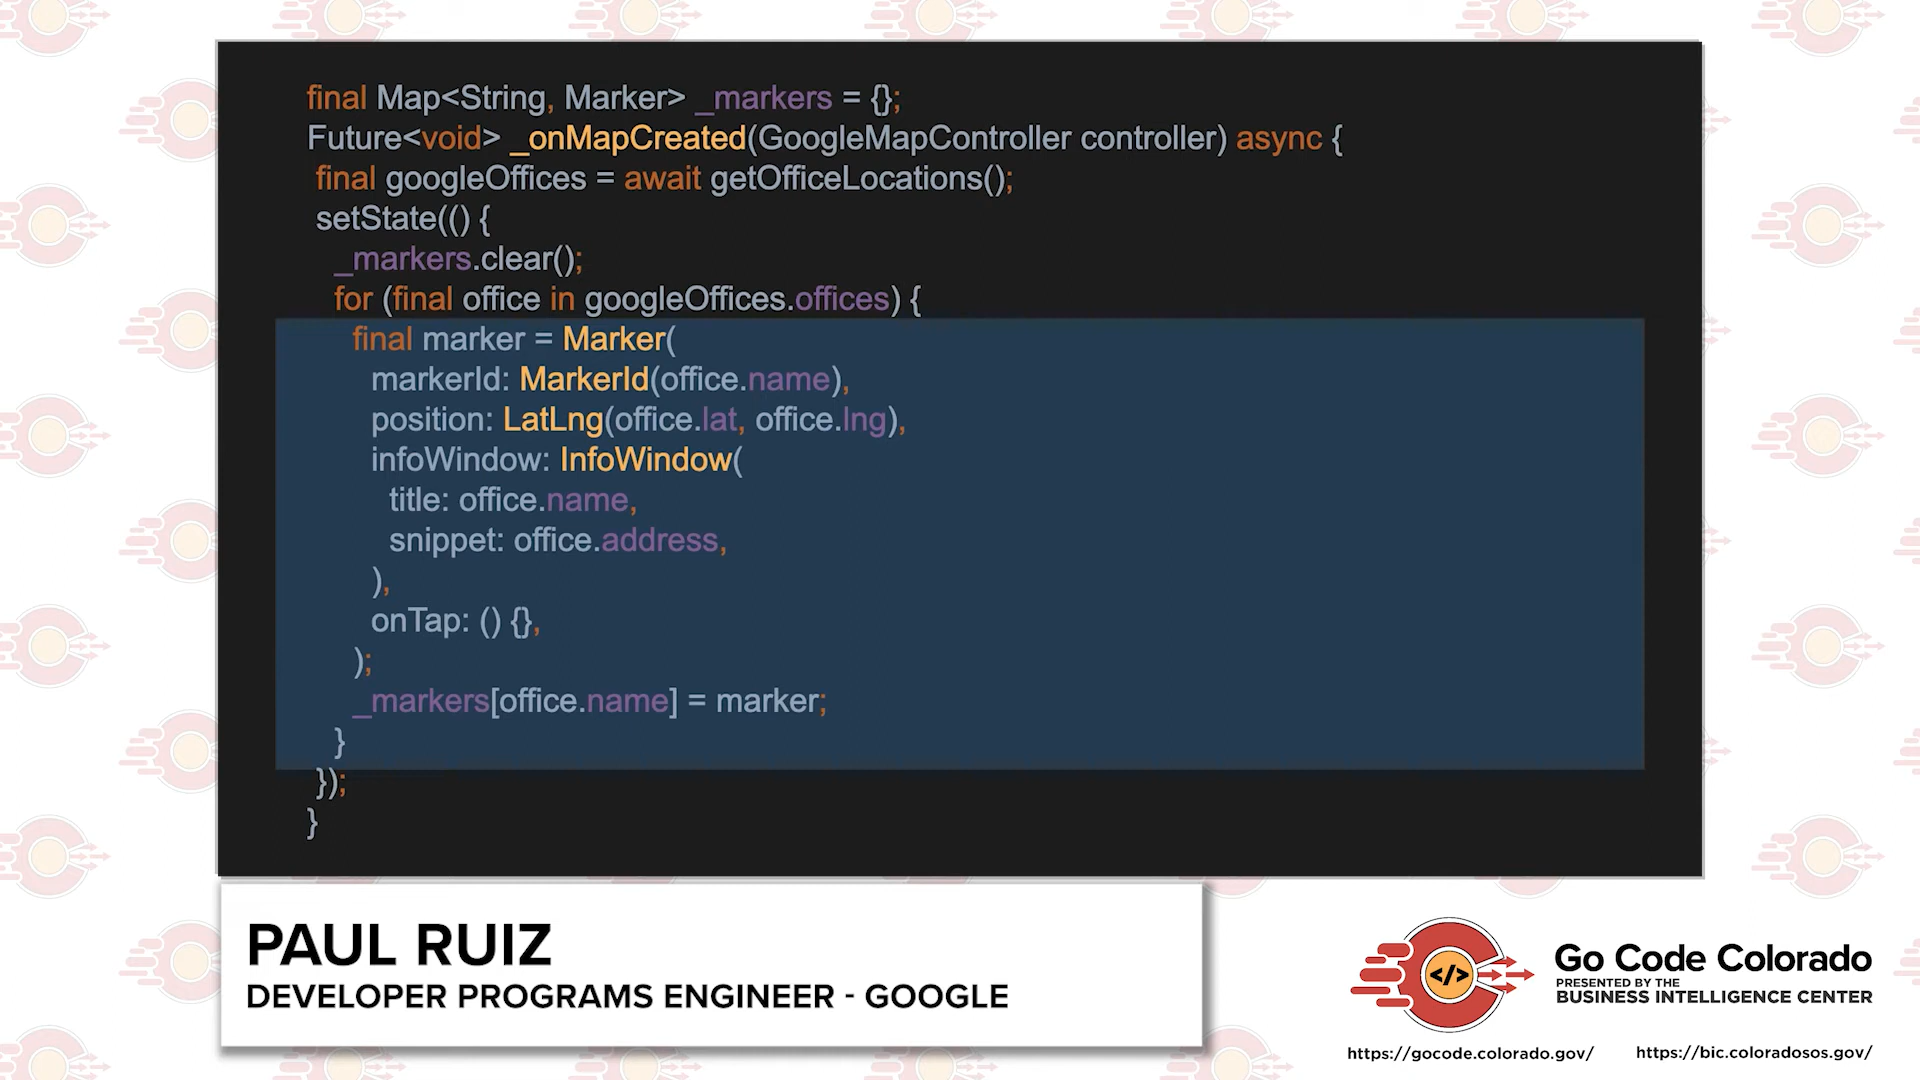 final Map<String, Marker> _markers = {};
Future<void> _onMapCreated(GoogleMapController controller) async {
final googleOffices = await getOfficeLocations();
setState(() {
_markers.clear();
for (final office in googleOffices.offices) {
final marker = Marker(
markerId: MarkerId(office.name),
position: LatLng(office.lat, office.lng),
infoWindow: InfoWindow(
title: office.name,
snippet: office.address,
),
onTap: () {},
);
_markers[office.name] = marker;
}
});
}
PAUL RUIZ
DEVELOPER PROGRAMS ENGINEER - GOOGLE
</>
Go Code Colorado
PRESENTED BY THE
BUSINESS INTELLIGENCE CENTER
https://gocode.colorado.gov/ https://bic.coloradosos.gov/